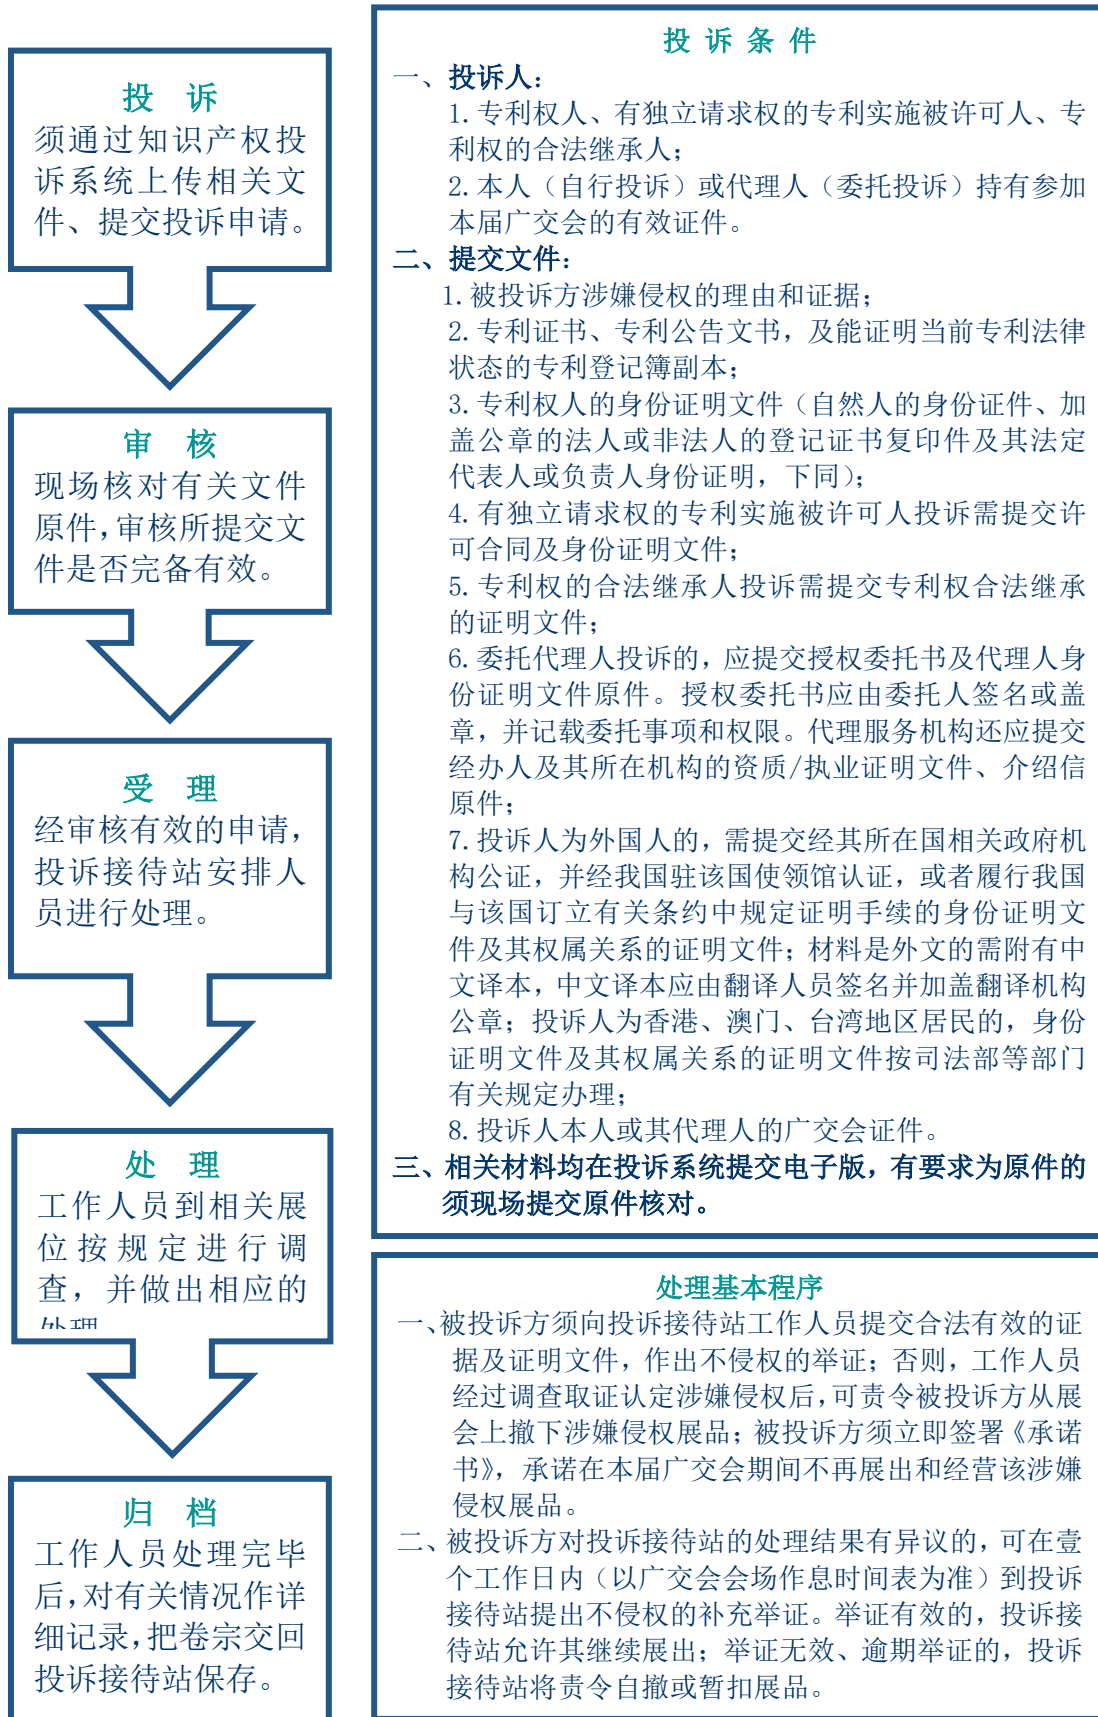 投 诉
须通过知识产权投
诉系统上传相关文
件、提交投诉申请。
审 核
现场核对有关文件
原件,审核所提交文
件是否完备有效。
受 理
经审核有效的申请,
投诉接待站安排人
员进行处理。
处 理
工作人员到相关展
位按规定进行调
查，并做出相应的
处理
归 档
工作人员处理完毕
后,对有关情况作详
细记录,把卷宗交回
投诉接待站保存。
投 诉 条 件
一、投诉人：
1.专利权人、有独立请求权的专利实施被许可人、专
利权的合法继承人；
2.本人（自行投诉）或代理人（委托投诉）持有参加
本届广交会的有效证件。
二、提交文件：
1.被投诉方涉嫌侵权的理由和证据；
2.专利证书、专利公告文书，及能证明当前专利法律
状态的专利登记簿副本；
3.专利权人的身份证明文件（自然人的身份证件、加
盖公章的法人或非法人的登记证书复印件及其法定
代表人或负责人身份证明，下同）；
4.有独立请求权的专利实施被许可人投诉需提交许
可合同及身份证明文件；
5.专利权的合法继承人投诉需提交专利权合法继承
的证明文件；
6.委托代理人投诉的，应提交授权委托书及代理人身
份证明文件原件。授权委托书应由委托人签名或盖
章，并记载委托事项和权限。代理服务机构还应提交
经办人及其所在机构的资质/执业证明文件、介绍信
原件；
7.投诉人为外国人的，需提交经其所在国相关政府机
构公证，并经我国驻该国使领馆认证，或者履行我国
与该国订立有关条约中规定证明手续的身份证明文
件及其权属关系的证明文件；材料是外文的需附有中
文译本，中文译本应由翻译人员签名并加盖翻译机构
公章；投诉人为香港、澳门、台湾地区居民的，身份
证明文件及其权属关系的证明文件按司法部等部门
有关规定办理；
8.投诉人本人或其代理人的广交会证件。
三、相关材料均在投诉系统提交电子版，有要求为原件的
须现场提交原件核对。
处理基本程序
一、被投诉方须向投诉接待站工作人员提交合法有效的证
据及证明文件，作出不侵权的举证；否则，工作人员
经过调查取证认定涉嫌侵权后，可责令被投诉方从展
会上撤下涉嫌侵权展品；被投诉方须立即签署《承诺
书》，承诺在本届广交会期间不再展出和经营该涉嫌
侵权展品。
二、被投诉方对投诉接待站的处理结果有异议的，可在壹
个工作日内（以广交会会场作息时间表为准）到投诉
接待站提出不侵权的补充举证。举证有效的，投诉接
待站允许其继续展出；举证无效、逾期举证的，投诉
接待站将责令自撤或暂扣展品。